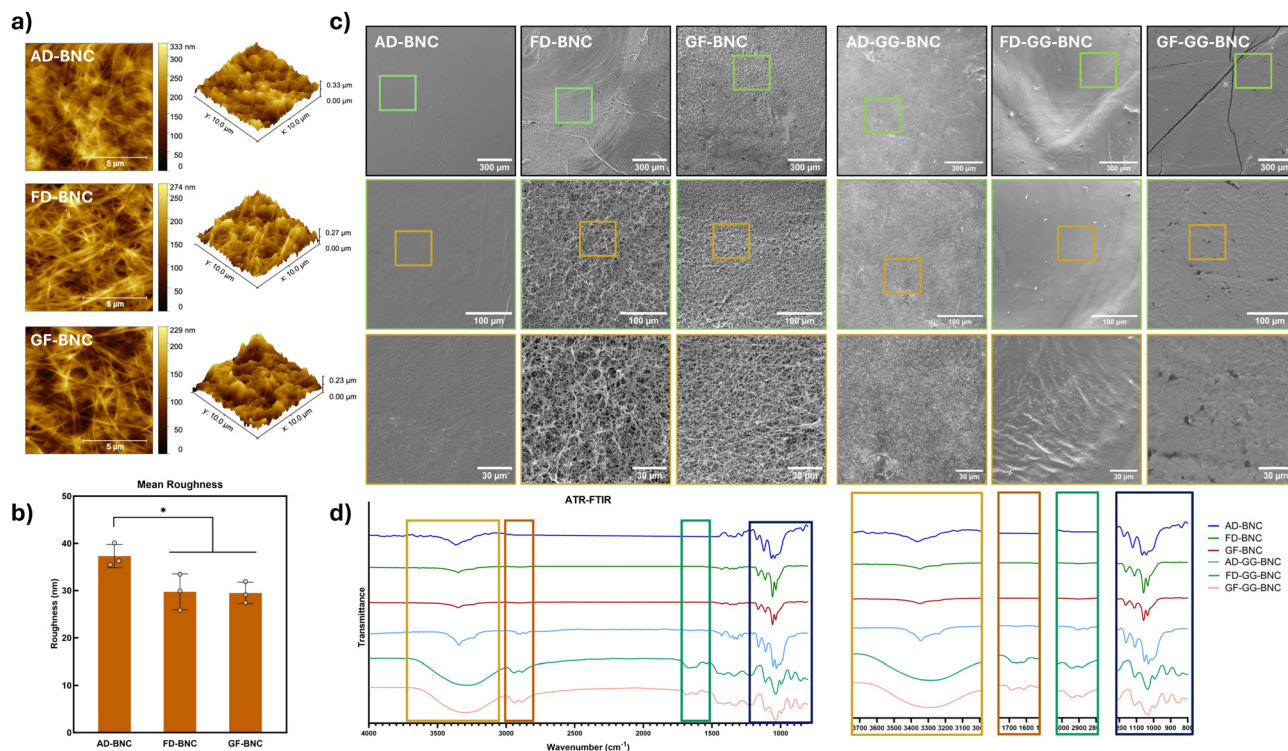 a)
AD-BNC
5 µm
333 nm
300
250
200
150
100
50
0
0.33 µm
0.00 µm
y: 10.0 µm
x: 10.0 µm
FD-BNC
5 µm
274 nm
250
200
150
100
50
0
0.27 µm
0.00 µm
y: 10.0 µm
x: 10.0 µm
GF-BNC
5 µm
229 nm
200
150
100
50
0
0.23 µm
0.00 µm
y: 10.0 µm
x: 10.0 µm
b)
Mean Roughness
Roughness (nm)
50
40
30
20
10
0
*
AD-BNC FD-BNC GF-BNC
c)
AD-BNC FD-BNC GF-BNC AD-GG-BNC FD-GG-BNC GF-GG-BNC
300 µm 300 µm 300 µm 300 µm 300 µm 300 µm
100 µm 100 µm 100 µm 100 µm 100 µm 100 µm
30 µm 30 µm 30 µm 30 µm 30 µm 30 µm
d)
ATR-FTIR
Transmittance
4000 3500 3000 2500 2000 1500 1000
Wavenumber (cm-1)
3700 3600 3500 3400 3300 3200 3100
1700 1600
2900
1000 800
AD-BNC
FD-BNC
GF-BNC
AD-GG-BNC
FD-GG-BNC
GF-GG-BNC